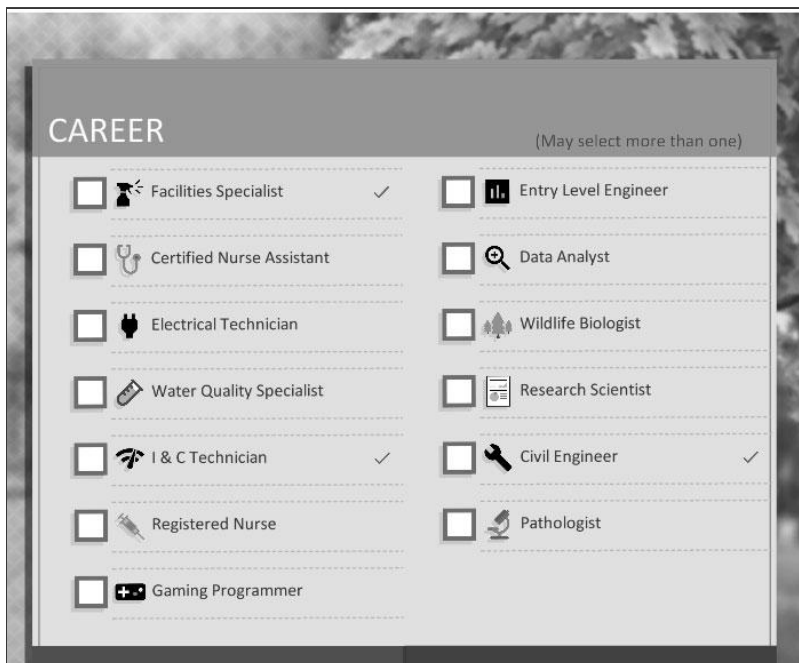 CAREER
(May select more than one)
Facilities Specialist
Certified Nurse Assistant
Electrical Technician
Water Quality Specialist
I & C Technician
Registered Nurse
Gaming Programmer
Entry Level Engineer
Data Analyst
Wildlife Biologist
Research Scientist
Civil Engineer
Pathologist